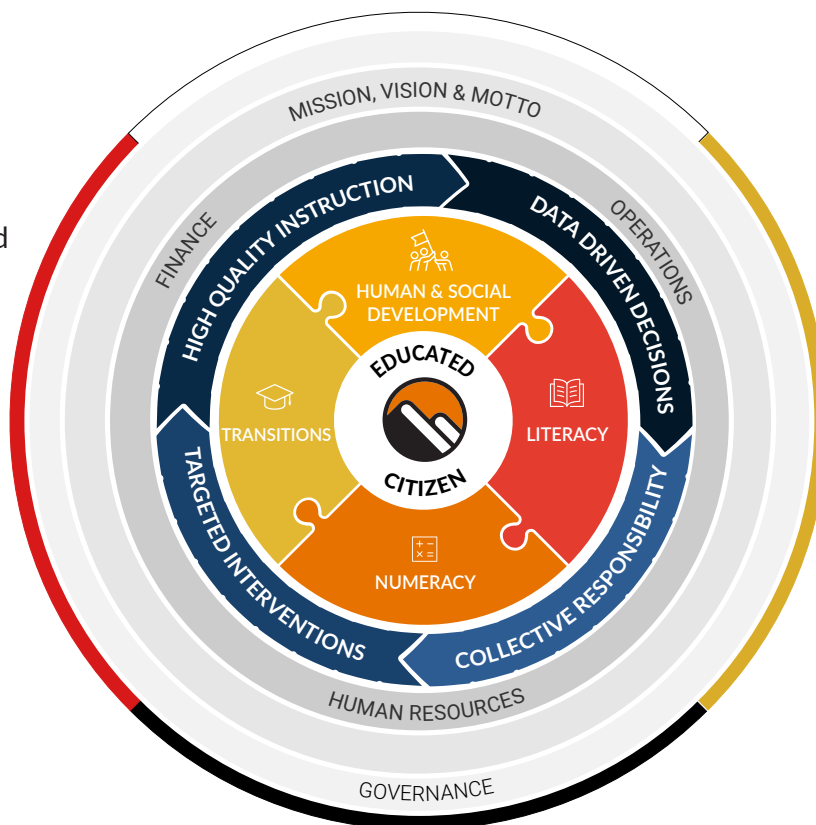 MISSION, VISION & MOTTO
FINANCE
OPERATIONS
HIGH QUALITY INSTRUCTION
DATA DRIVEN DECISIONS
d
HUMAN & SOCIAL
DEVELOPMENT
EDUCATED
TRANSITIONS
LITERACY
CITIZEN
NUMERACY
TARGETED INTERVENTIONS
COLLECTIVE RESPONSIBILITY
HUMAN RESOURCES
GOVERNANCE